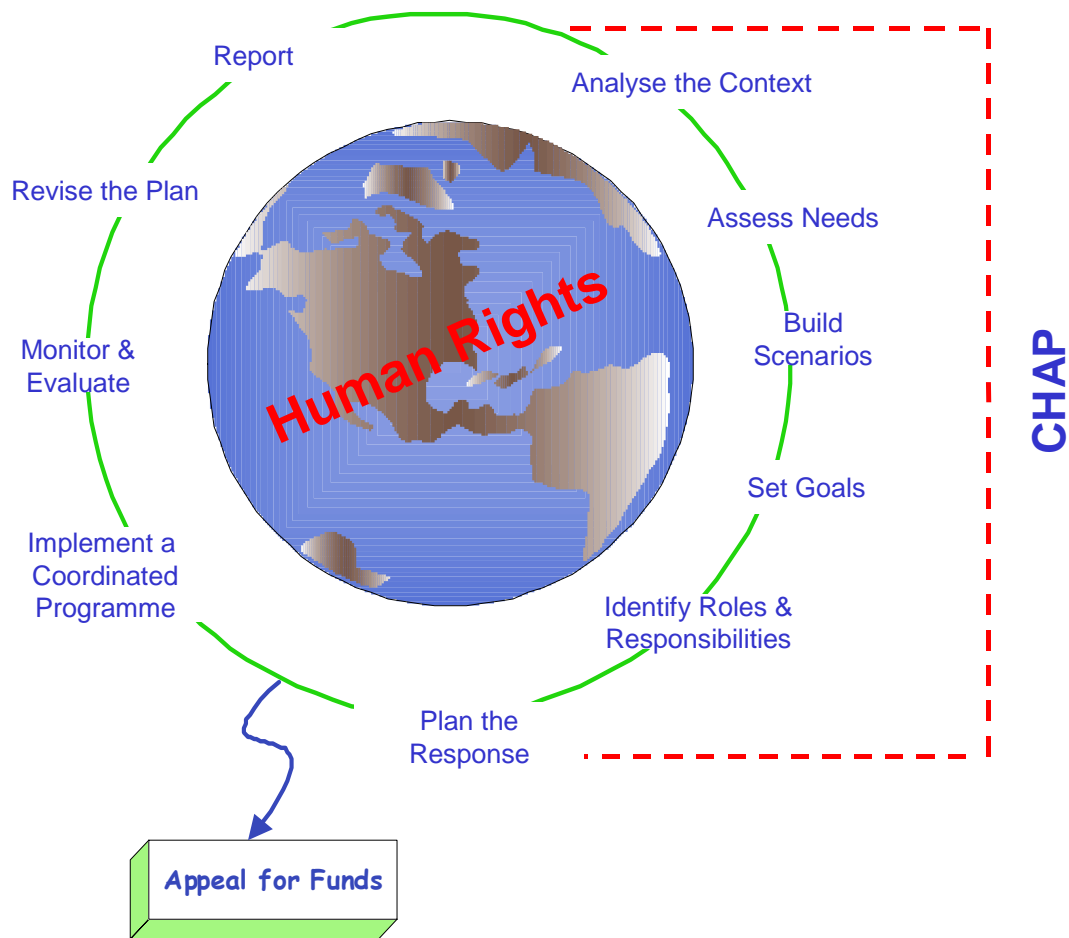 Report
Analyse the Context
Revise the Plan
Assess Needs
Human Rights
Build
Scenarios
Monitor &
Evaluate
CHAP
Set Goals
Implement a
Coordinated
Programme
Identify Roles &
Responsibilities
Plan the
Response
Appeal for Funds